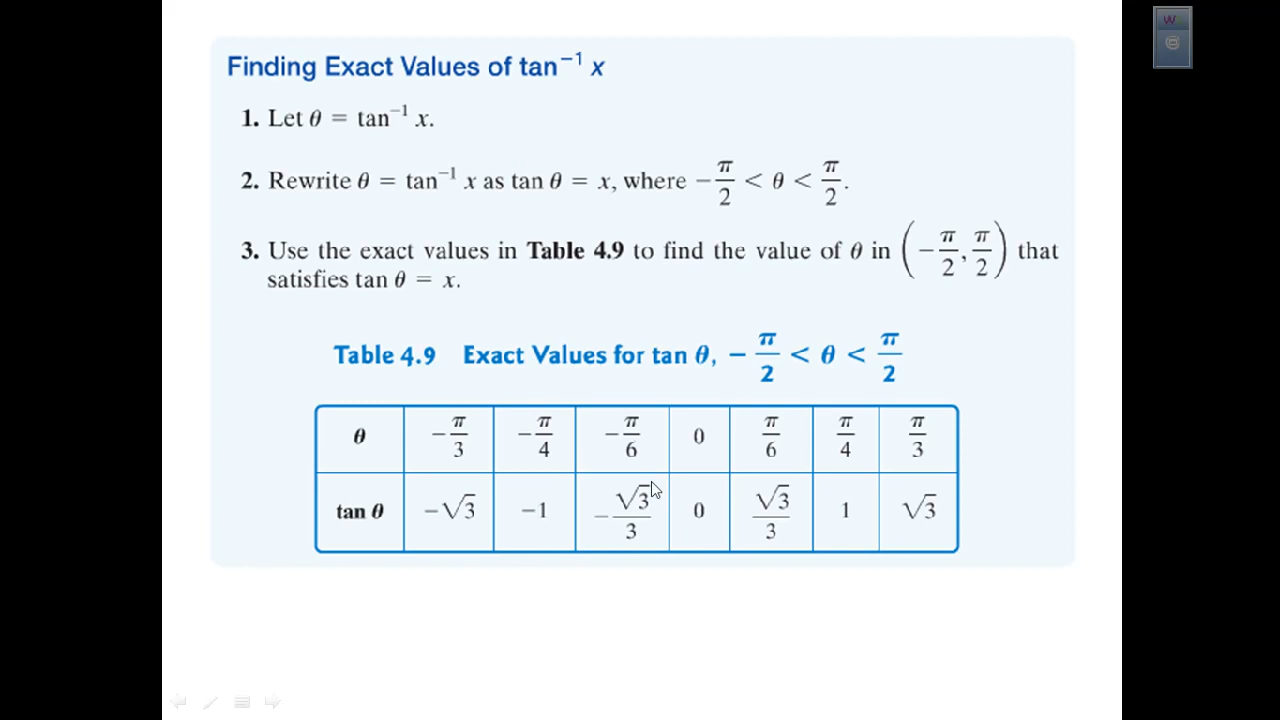 W
Finding Exact Values of tan⁻¹ x
1. Let θ = tan⁻¹ x.
2. Rewrite θ = tan⁻¹ x as tan θ = x, where −π/2 < θ < π/2.
3. Use the exact values in Table 4.9 to find the value of θ in (−π/2, π/2) that
satisfies tan θ = x.
Table 4.9 Exact Values for tan θ, −π/2 < θ < π/2
θ −π/3 −π/4 −π/6 0 π/6 π/4 π/3
tan θ −√3 −1 −√3/3 0 √3/3 1 √3